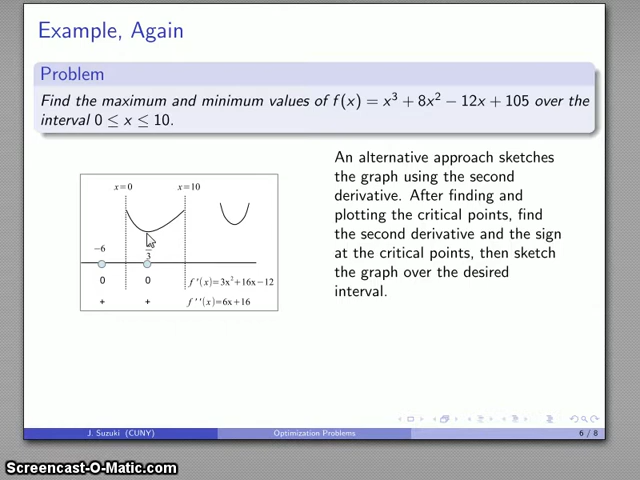 Example, Again
Problem
Find the maximum and minimum values of f(x) = x³ + 8x² − 12x + 105 over the
interval 0 ≤ x ≤ 10.
An alternative approach sketches
the graph using the second
derivative. After finding and
plotting the critical points, find
the second derivative and the sign
at the critical points, then sketch
the graph over the desired
interval.
x=0 x=10
−6
3
0 0 f'(x)=3x²+16x−12
+ + f''(x)=6x+16
J. Suzuki (CUNY) Optimization Problems 6 / 8
Screencast-O-Matic.com